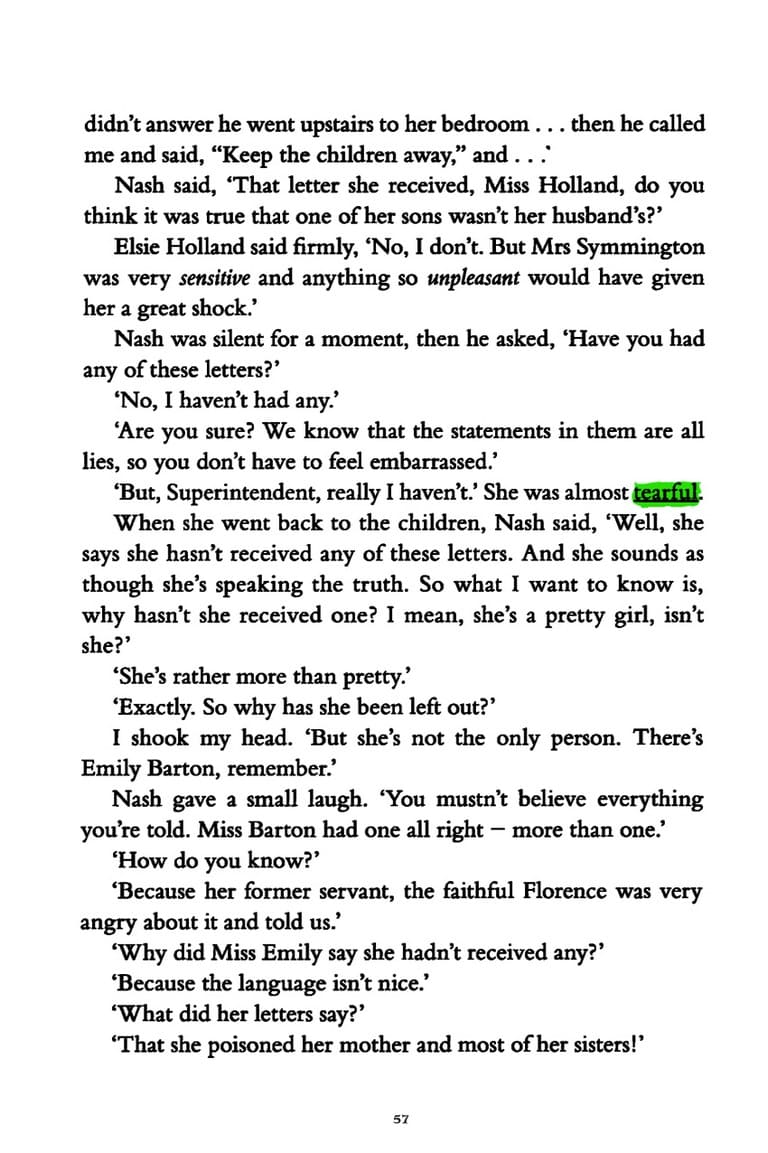 didn’t answer he went upstairs to her bedroom . . . then he called
me and said, “Keep the children away,” and . . .’
Nash said, ‘That letter she received, Miss Holland, do you
think it was true that one of her sons wasn’t her husband’s?’
Elsie Holland said firmly, ‘No, I don’t. But Mrs Symmington
was very sensitive and anything so unpleasant would have given
her a great shock.’
Nash was silent for a moment, then he asked, ‘Have you had
any of these letters?’
‘No, I haven’t had any.’
‘Are you sure? We know that the statements in them are all
lies, so you don’t have to feel embarrassed.’
‘But, Superintendent, really I haven’t.’ She was almost tearful.
When she went back to the children, Nash said, ‘Well, she
says she hasn’t received any of these letters. And she sounds as
though she’s speaking the truth. So what I want to know is,
why hasn’t she received one? I mean, she’s a pretty girl, isn’t
she?’
‘She’s rather more than pretty.’
‘Exactly. So why has she been left out?’
I shook my head. ‘But she’s not the only person. There’s
Emily Barton, remember.’
Nash gave a small laugh. ‘You mustn’t believe everything
you’re told. Miss Barton had one all right – more than one.’
‘How do you know?’
‘Because her former servant, the faithful Florence was very
angry about it and told us.’
‘Why did Miss Emily say she hadn’t received any?’
‘Because the language isn’t nice.’
‘What did her letters say?’
‘That she poisoned her mother and most of her sisters!’
57